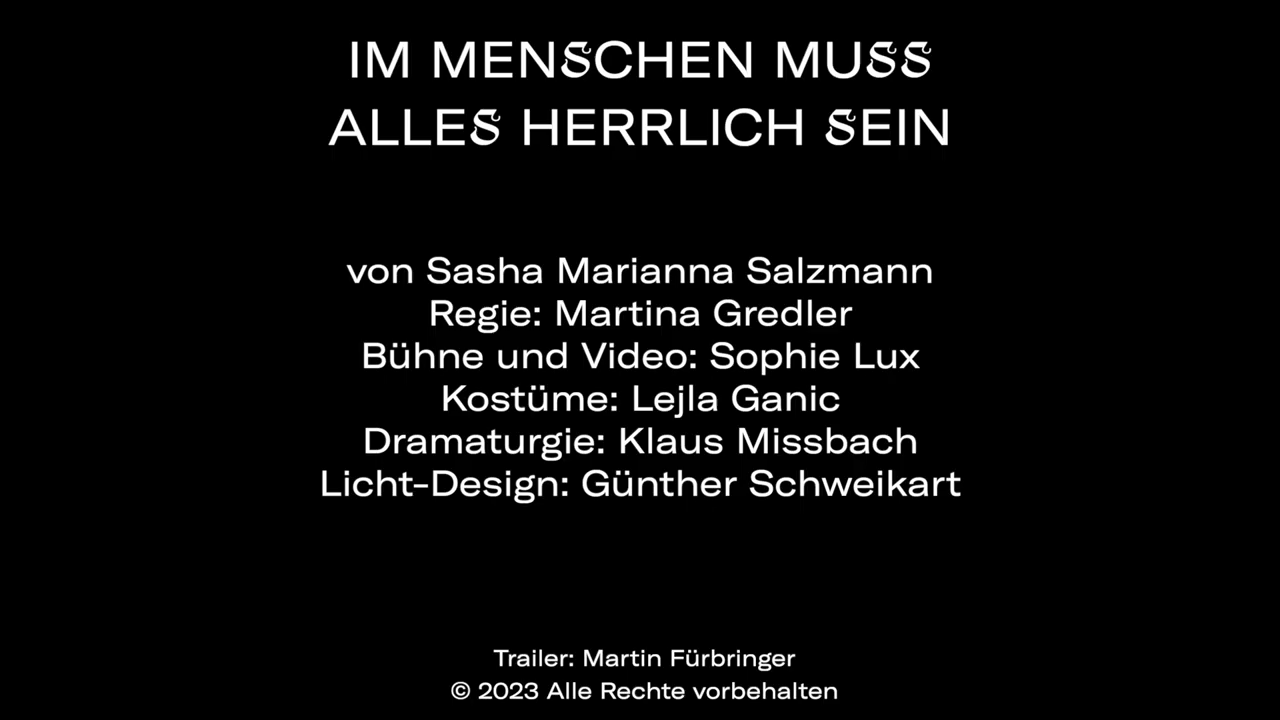 IM MENSCHEN MUSS
ALLES HERRLICH SEIN
von Sasha Marianna Salzmann
Regie: Martina Gredler
Bühne und Video: Sophie Lux
Kostüme: Lejla Ganic
Dramaturgie: Klaus Missbach
Licht-Design: Günther Schweikart
Trailer: Martin Fürbringer
© 2023 Alle Rechte vorbehalten